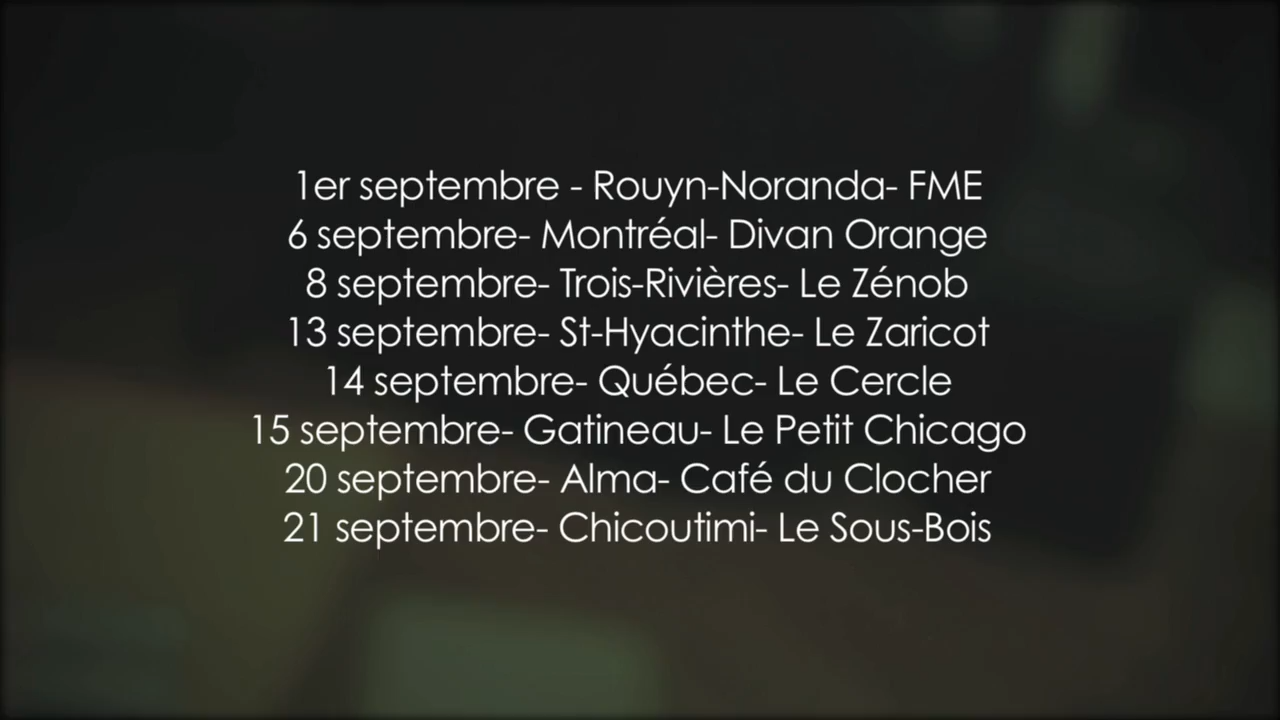 1er septembre - Rouyn-Noranda- FME
6 septembre- Montréal- Divan Orange
8 septembre- Trois-Rivières- Le Zénob
13 septembre- St-Hyacinthe- Le Zaricot
14 septembre- Québec- Le Cercle
15 septembre- Gatineau- Le Petit Chicago
20 septembre- Alma- Café du Clocher
21 septembre- Chicoutimi- Le Sous-Bois